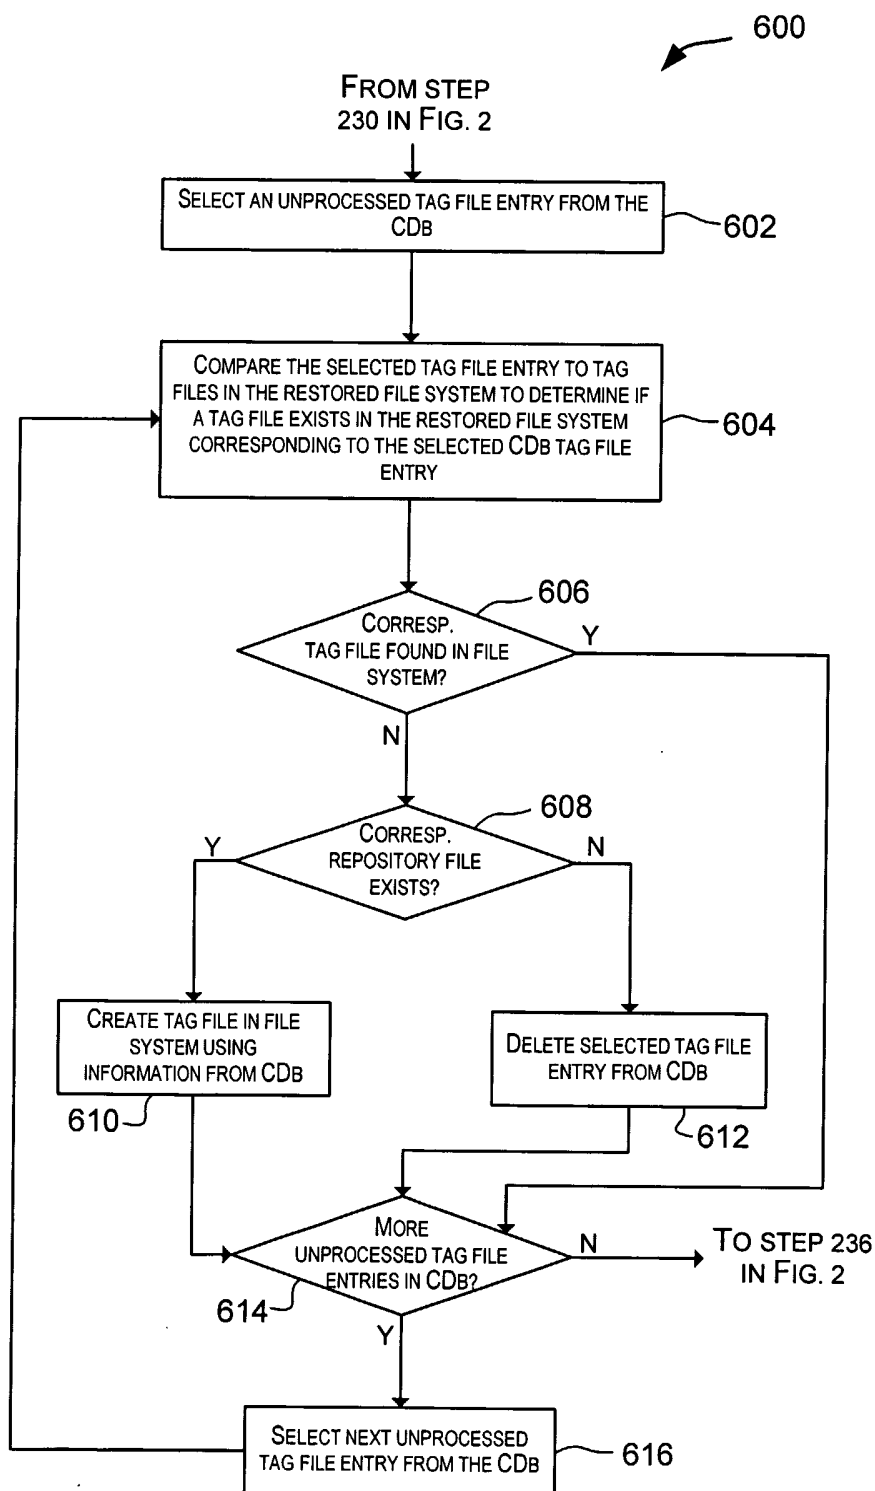 600
FROM STEP
230 IN FIG. 2
SELECT AN UNPROCESSED TAG FILE ENTRY FROM THE
CDB
602
COMPARE THE SELECTED TAG FILE ENTRY TO TAG
FILES IN THE RESTORED FILE SYSTEM TO DETERMINE IF
A TAG FILE EXISTS IN THE RESTORED FILE SYSTEM
CORRESPONDING TO THE SELECTED CDB TAG FILE
ENTRY
604
606
CORRESP.
TAG FILE FOUND IN FILE
SYSTEM?
Y
N
608
CORRESP.
REPOSITORY FILE
EXISTS?
Y
N
CREATE TAG FILE IN FILE
SYSTEM USING
INFORMATION FROM CDB
610
DELETE SELECTED TAG FILE
ENTRY FROM CDB
612
MORE
UNPROCESSED TAG FILE
ENTRIES IN CDB?
614
N
TO STEP 236
IN FIG. 2
Y
SELECT NEXT UNPROCESSED
TAG FILE ENTRY FROM THE CDB
616